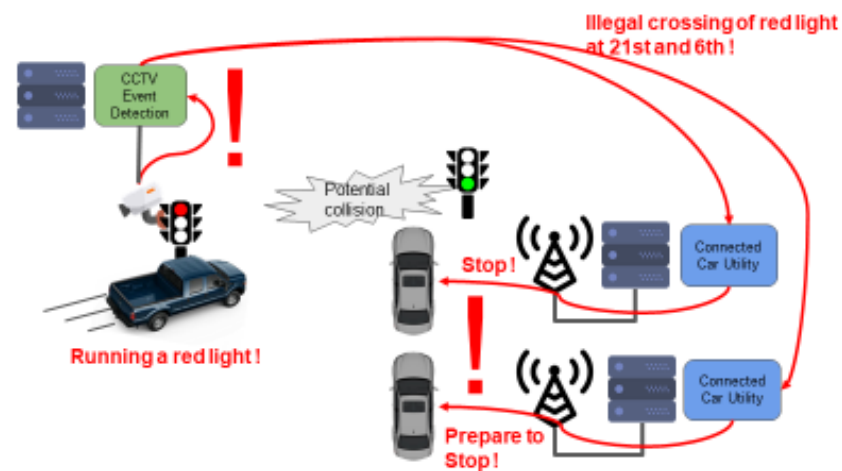 Illegal crossing of red light
at 21st and 6th !
CCTV
Event
Detection
!
Potential
collision
Connected
Car Utility
Stop !
!
Running a red light !
Connected
Car Utility
Prepare to
Stop !